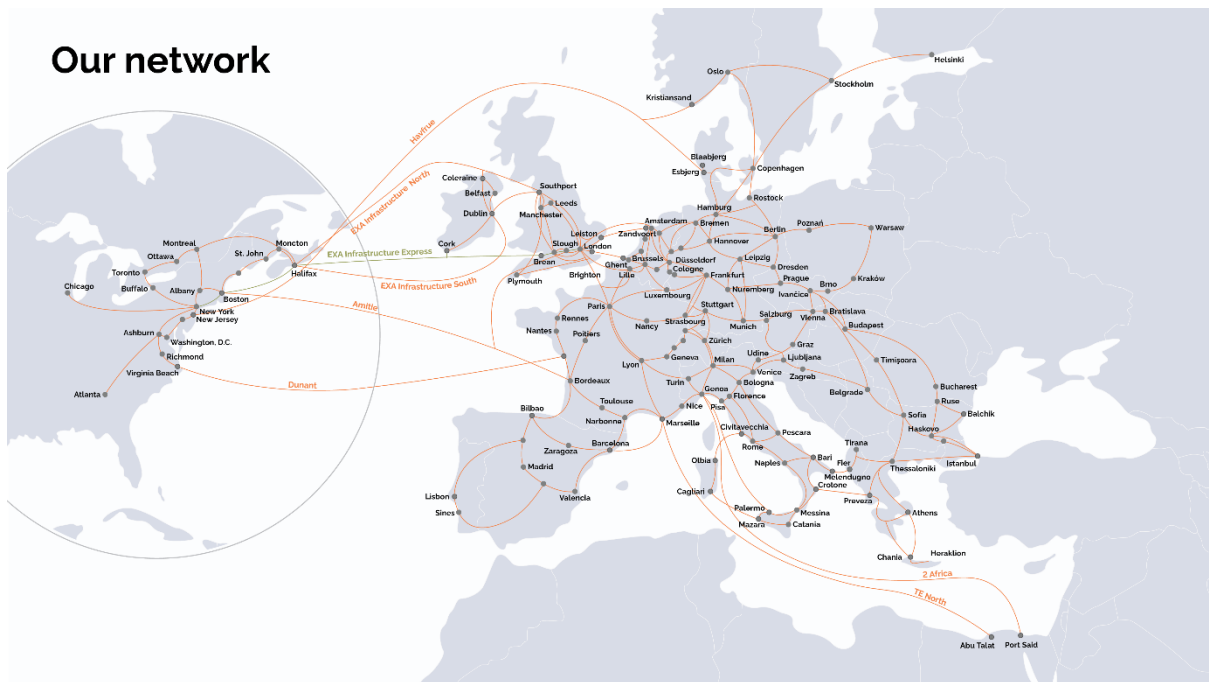 Our network
Helsinki
Oslo
Stockholm
Kristiansand
Havfrue
Blaabjerg
Esbjerg
Copenhagen
Coleraine
EXA Infrastructure North
Southport
Belfast
Leeds
Rostock
Manchester
Hamburg
Dublin
Amsterdam
Bremen
Poznań
Warsaw
Leiston
Zandvoort
Berlin
Montreal
Moncton
Cork
Slough
London
Hannover
St. John
EXA Infrastructure Express
Ottawa
Brean
Brussels
Ghent
Düsseldorf
Leipzig
Dresden
Toronto
Halifax
Cologne
Lille
Brighton
Frankfurt
Prague
Kraków
Plymouth
EXA Infrastructure South
Chicago
Buffalo
Albany
Boston
Luxembourg
Nuremberg
Ivančice
Brno
Amitie
Paris
Stuttgart
New York
New Jersey
Rennes
Nancy
Strasbourg
Munich
Salzburg
Vienna
Bratislava
Budapest
Ashburn
Washington, D.C.
Nantes
Poitiers
Zürich
Graz
Richmond
Geneva
Milan
Udine
Ljubljana
Timișoara
Lyon
Virginia Beach
Venice
Zagreb
Dunant
Bordeaux
Turin
Bologna
Genoa
Belgrade
Bucharest
Atlanta
Florence
Pisa
Ruse
Toulouse
Nice
Bilbao
Narbonne
Marseille
Sofia
Balchik
Civitavecchia
Pescara
Haskovo
Barcelona
Zaragoza
Rome
Tirana
Olbia
Naples
Bari
Fier
Istanbul
Madrid
Thessaloniki
Melendugno
Crotone
Lisbon
Valencia
Cagliari
Preveza
Sines
Palermo
Messina
Athens
Mazara
Catania
Chania
Heraklion
2 Africa
TE North
Abu Talat
Port Said